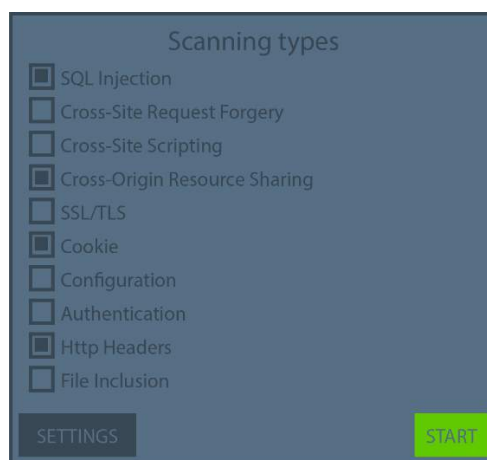 Scanning types
SQL Injection
Cross-Site Request Forgery
Cross-Site Scripting
Cross-Origin Resource Sharing
SSL/TLS
Cookie
Configuration
Authentication
Http Headers
File Inclusion
SETTINGS START